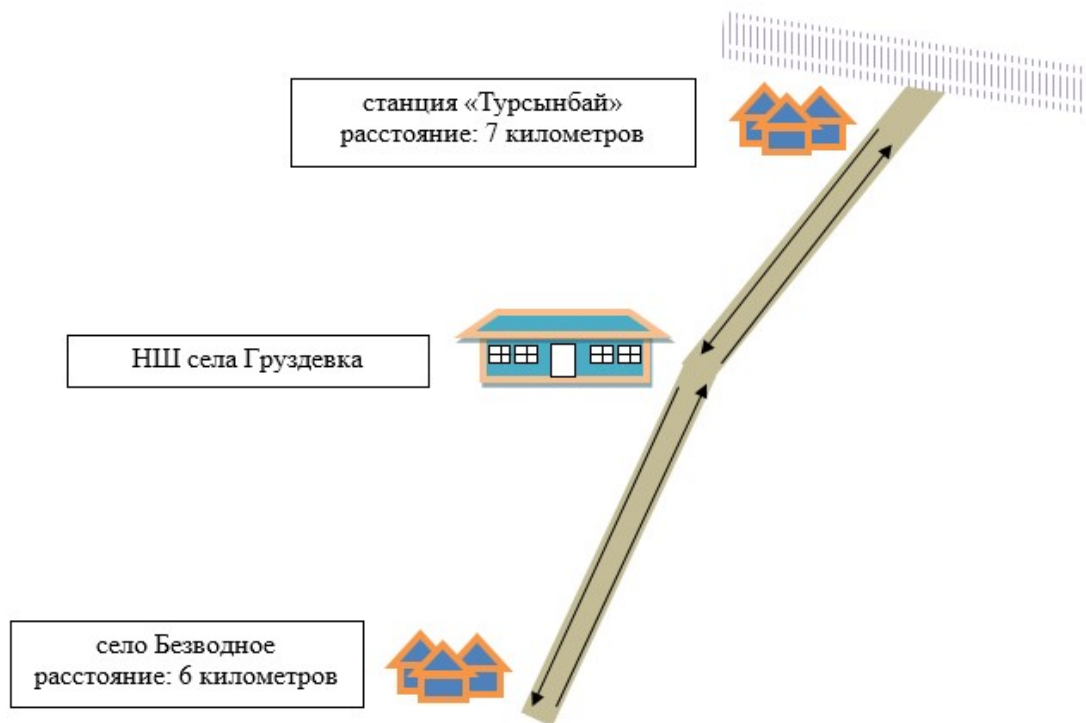 станция «Турсынбай»
расстояние: 7 километров
НШ села Груздевка
село Безводное
расстояние: 6 километров